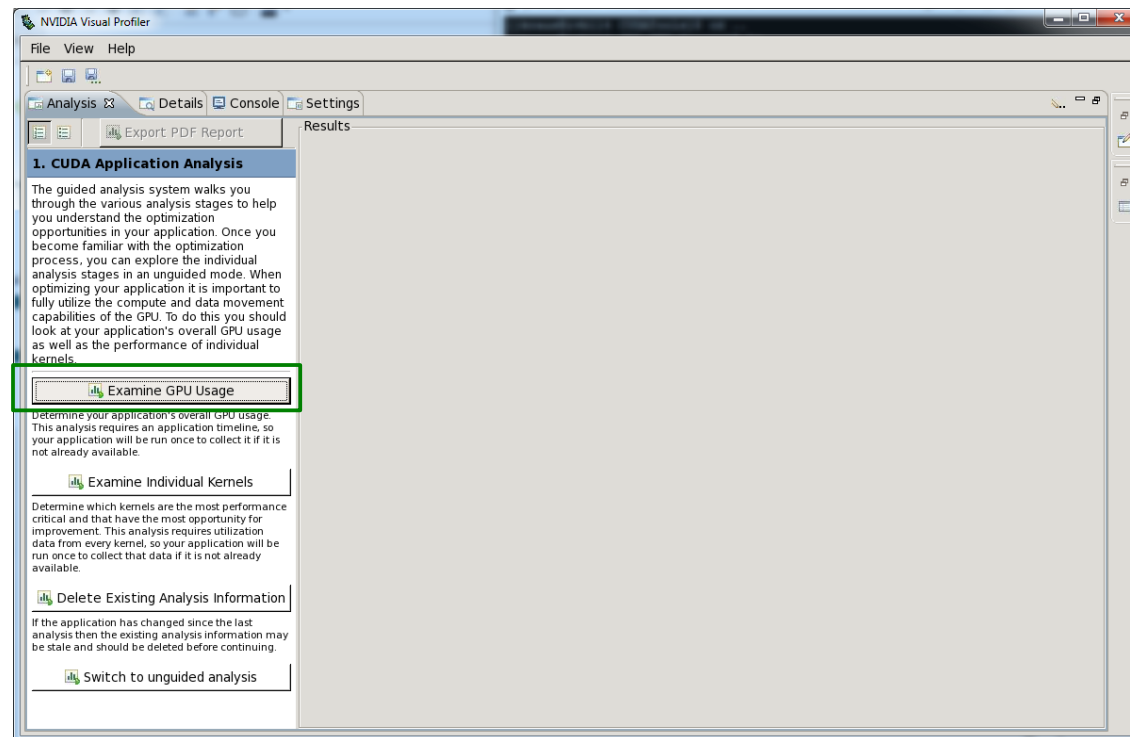 NVIDIA Visual Profiler
File View Help
Analysis Details Console Settings
Export PDF Report
Results
1. CUDA Application Analysis
The guided analysis system walks you
through the various analysis stages to help
you understand the optimization
opportunities in your application. Once you
become familiar with the optimization
process, you can explore the individual
analysis stages in an unguided mode. When
optimizing your application it is important to
fully utilize the compute and data movement
capabilities of the GPU. To do this you should
look at your application's overall GPU usage
as well as the performance of individual
kernels.
Examine GPU Usage
Determine your application's overall GPU usage.
This analysis requires an application timeline, so
your application will be run once to collect it if it is
not already available.
Examine Individual Kernels
Determine which kernels are the most performance
critical and that have the most opportunity for
improvement. This analysis requires utilization
data from every kernel, so your application will be
run once to collect that data if it is not already
available.
Delete Existing Analysis Information
If the application has changed since the last
analysis then the existing analysis information may
be stale and should be deleted before continuing.
Switch to unguided analysis